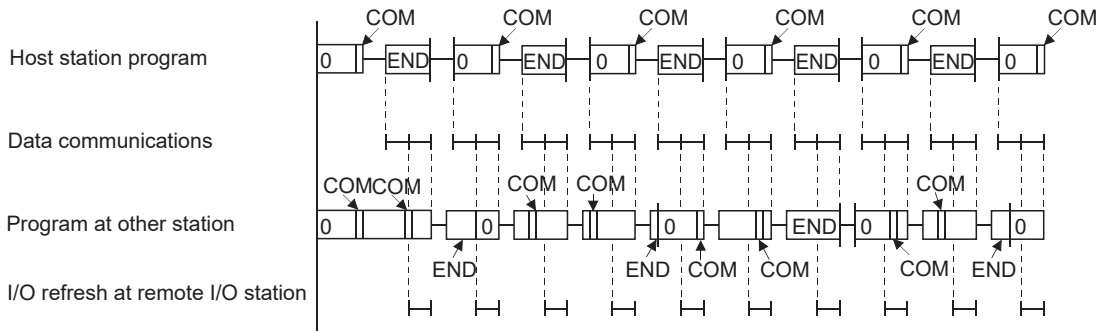 COM COM COM COM COM COM
Host station program 0 END 0 END 0 END 0 END 0 END 0
Data communications
COM COM COM COM COM
Program at other station 0 0 0 END 0 0
END END COM COM COM END
I/O refresh at remote I/O station